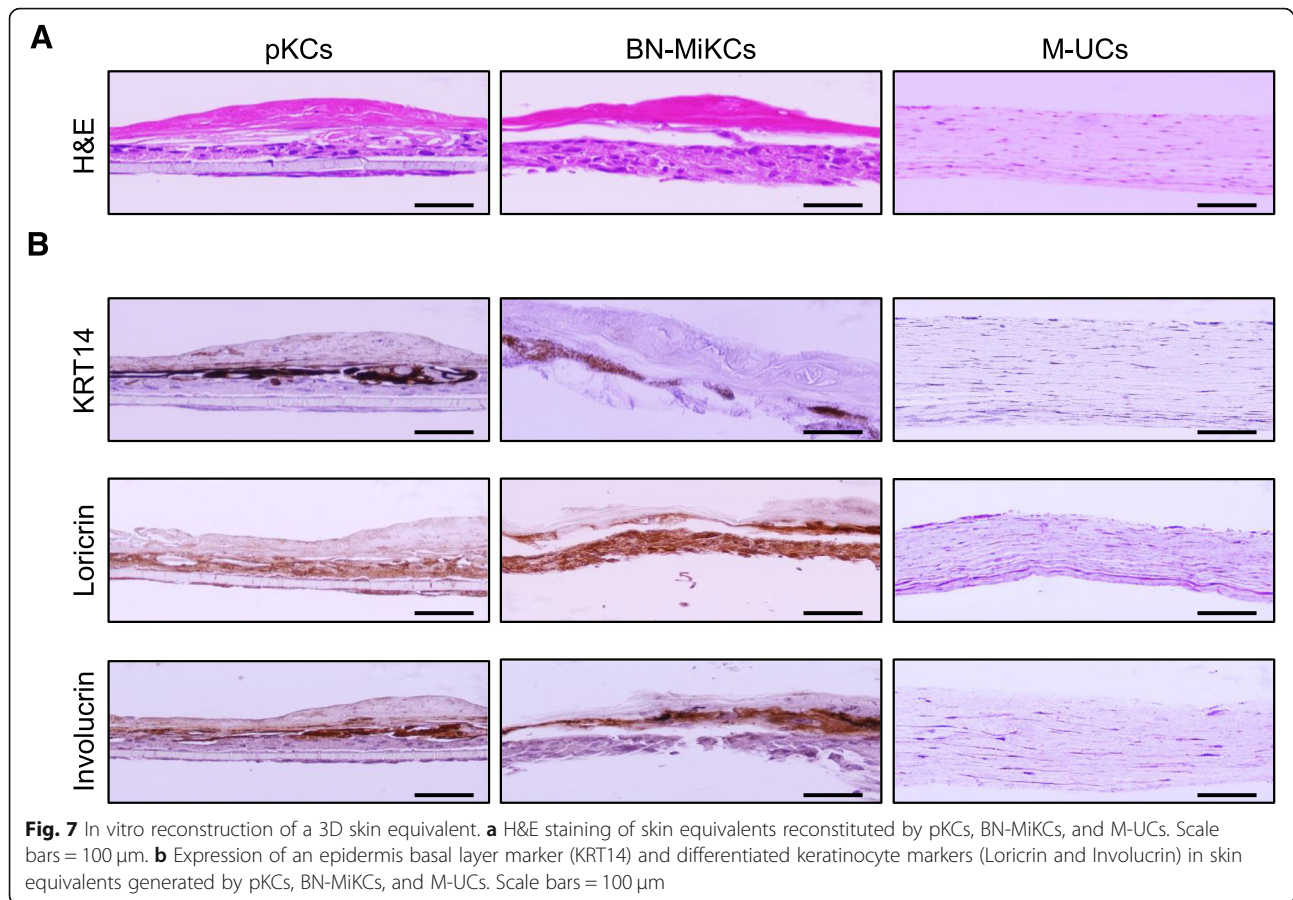 A
pKCs BN-MiKCs M-UCs
H&E
B
KRT14
Loricrin
Involucrin
Fig. 7 In vitro reconstruction of a 3D skin equivalent. a H&E staining of skin equivalents reconstituted by pKCs, BN-MiKCs, and M-UCs. Scale
bars = 100 μm. b Expression of an epidermis basal layer marker (KRT14) and differentiated keratinocyte markers (Loricrin and Involucrin) in skin
equivalents generated by pKCs, BN-MiKCs, and M-UCs. Scale bars = 100 μm